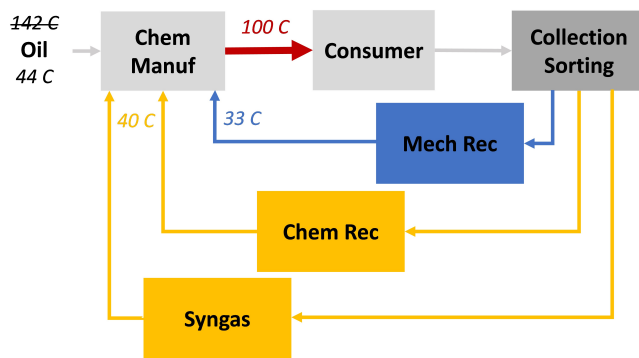 142 C
Oil
44 C
Chem
Manuf
100 C
Consumer
Collection
Sorting
40 C
33 C
Mech Rec
Chem Rec
Syngas